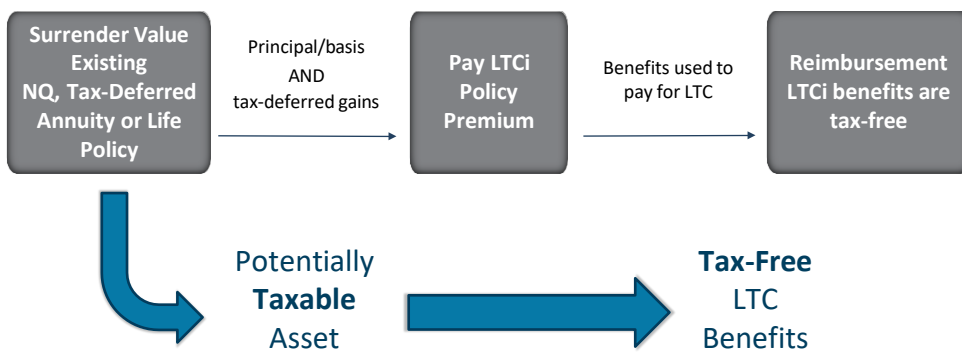 Surrender Value
Existing
NQ, Tax-Deferred
Annuity or Life
Policy
Principal/basis
AND
tax-deferred gains
Pay LTCi
Policy
Premium
Benefits used to
pay for LTC
Reimbursement
LTCi benefits are
tax-free
Potentially
Taxable
Asset
Tax-Free
LTC
Benefits